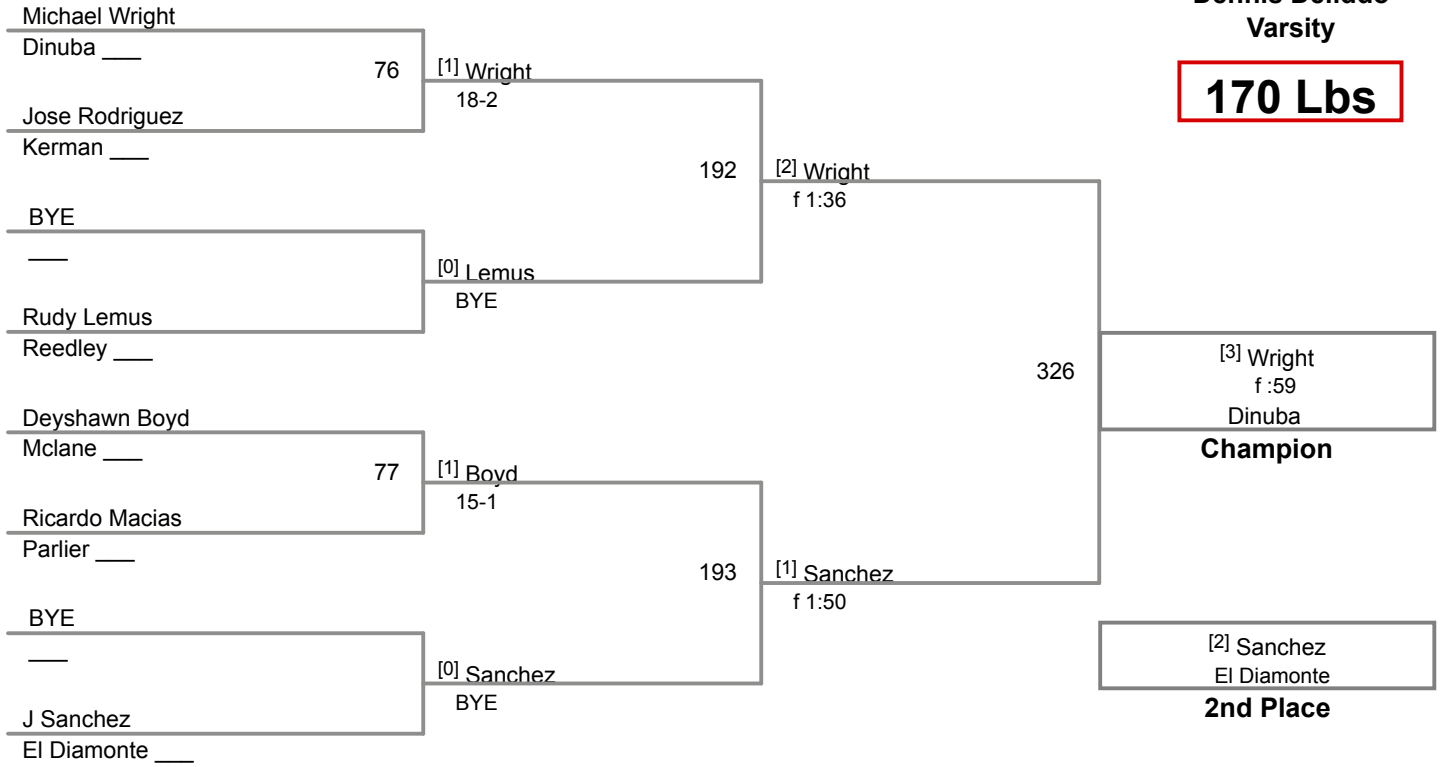 Varsity
170 Lbs
Michael Wright
Dinuba ___
76
[1] Wright
18-2
Jose Rodriguez
Kerman ___
192
[2] Wright
f 1:36
BYE
___
[0] Lemus
BYE
Rudy Lemus
Reedley ___
326
[3] Wright
f :59
Dinuba
Champion
Deyshawn Boyd
Mclane ___
77
[1] Boyd
15-1
Ricardo Macias
Parlier ___
193
[1] Sanchez
f 1:50
BYE
___
[0] Sanchez
BYE
J Sanchez
El Diamonte ___
[2] Sanchez
El Diamonte
2nd Place